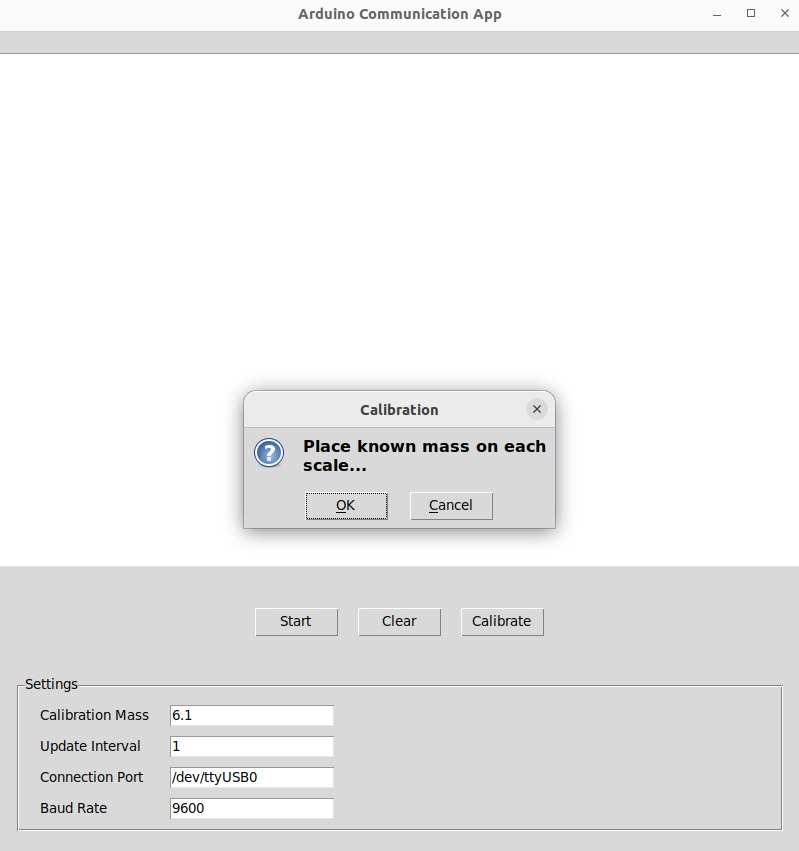 Arduino Communication App
Calibration
Place known mass on each
scale...
OK
Cancel
Start
Clear
Calibrate
Settings
Calibration Mass
6.1
Update Interval
1
Connection Port
/dev/ttyUSB0
Baud Rate
9600